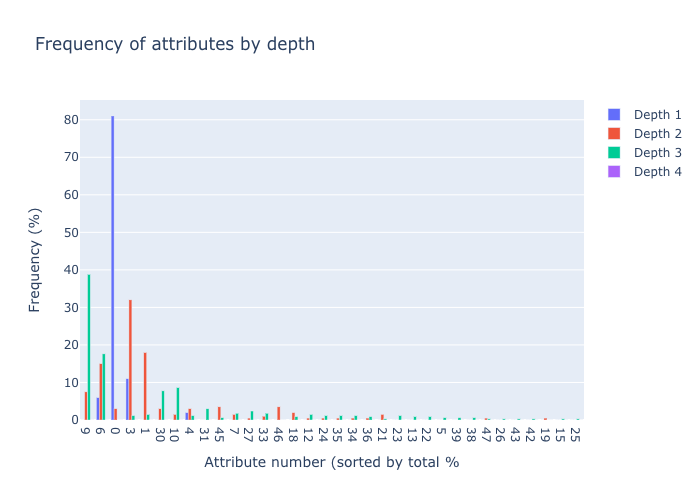 Frequency of attributes by depth
Depth 1
Depth 2
Depth 3
Depth 4
Frequency (%)
80
70
60
50
40
30
20
10
0
9 6 0 3 1 30 10 4 31 45 7 27 33 46 18 12 24 35 34 36 21 23 13 22 5 39 38 47 26 43 42 19 15 25
Attribute number (sorted by total %